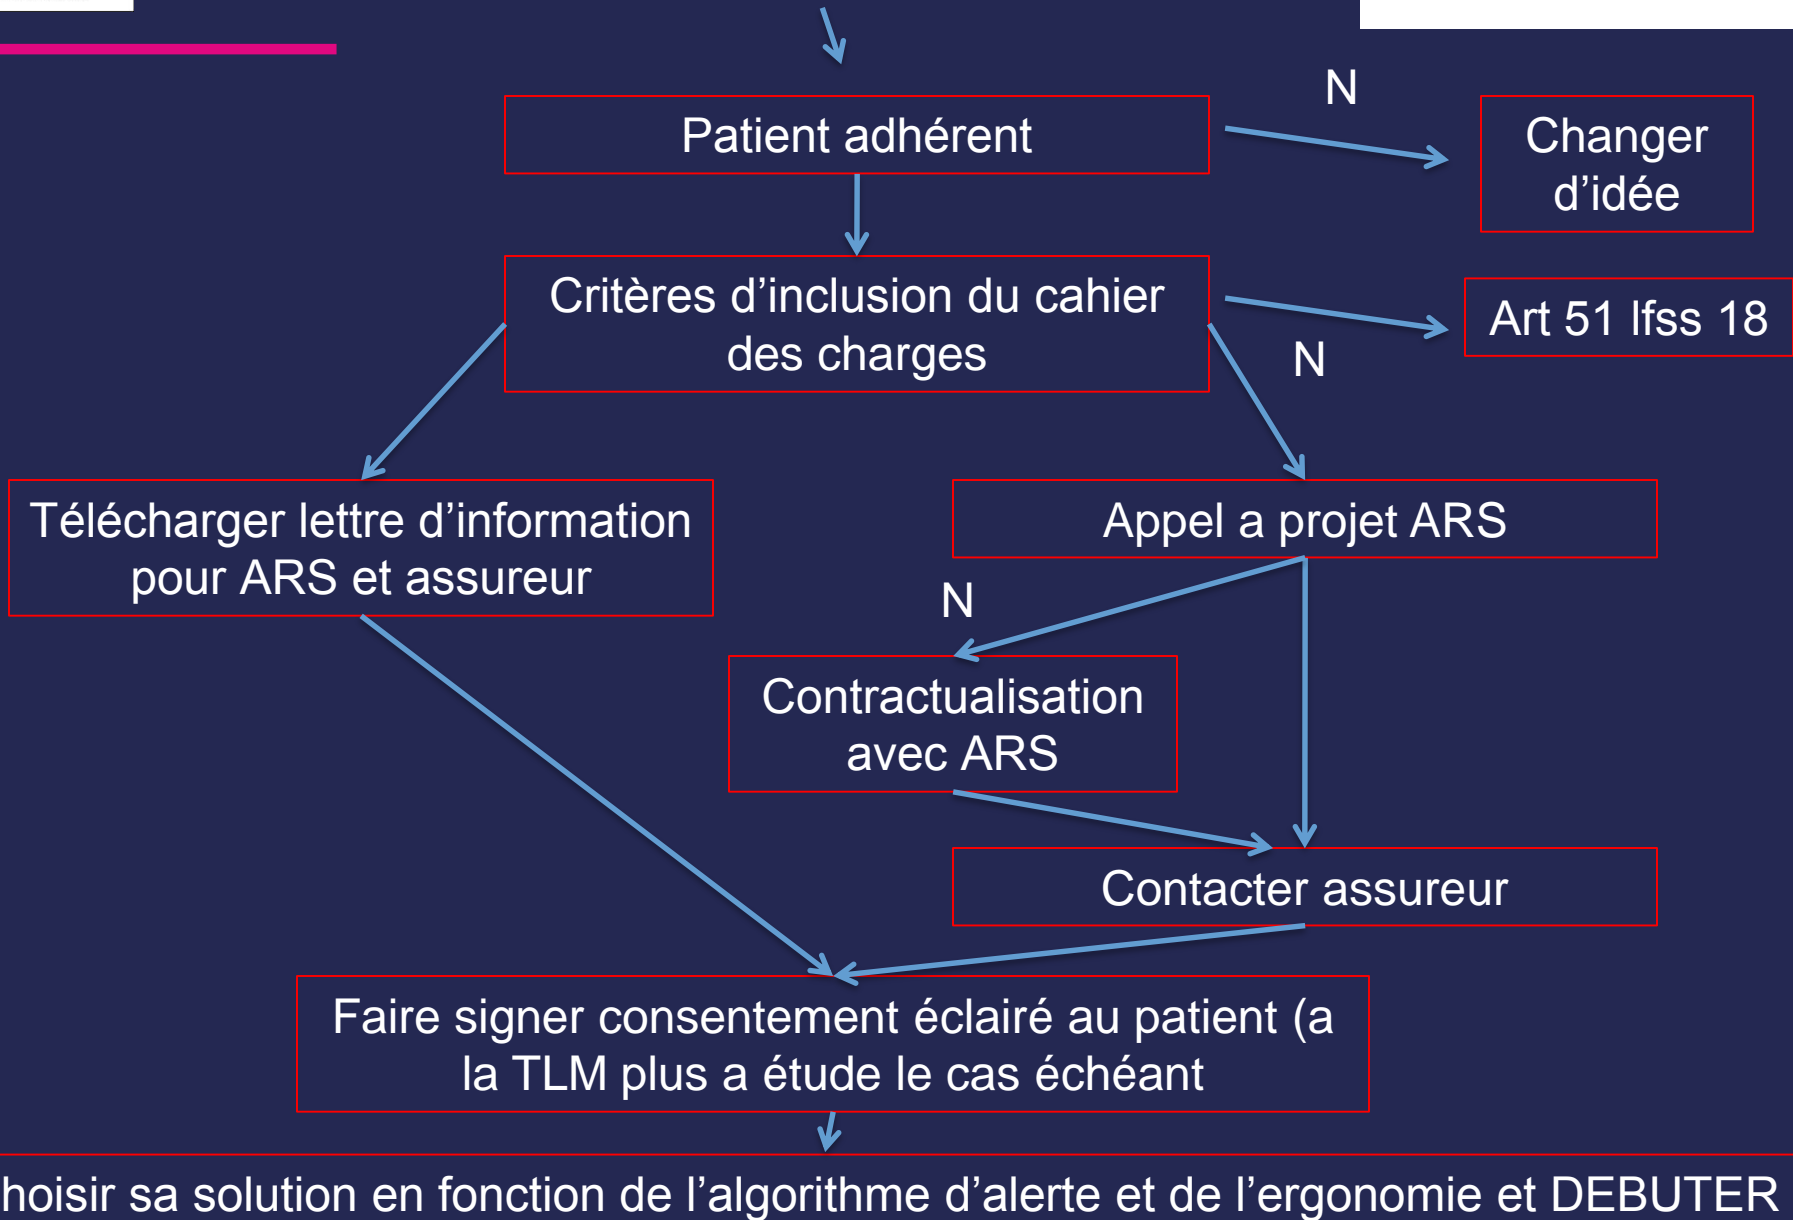 N
Patient adhérent
Changer
d’idée
Critères d’inclusion du cahier
des charges
Art 51 lfss 18
N
Télécharger lettre d’information
pour ARS et assureur
Appel a projet ARS
N
Contractualisation
avec ARS
Contacter assureur
Faire signer consentement éclairé au patient (a
la TLM plus a étude le cas échéant
hoisir sa solution en fonction de l’algorithme d’alerte et de l’ergonomie et DEBUTER